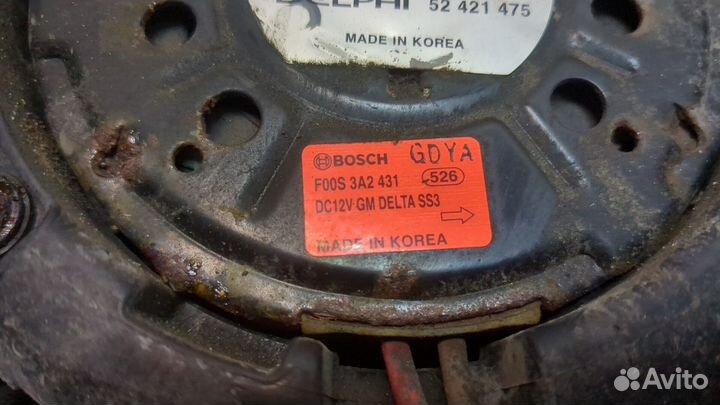 DELPHI 52 421 475
MADE IN KOREA
BOSCH GDYA
F00S 3A2 431 526
DC12V GM DELTA SS3
MADE IN KOREA
Avito